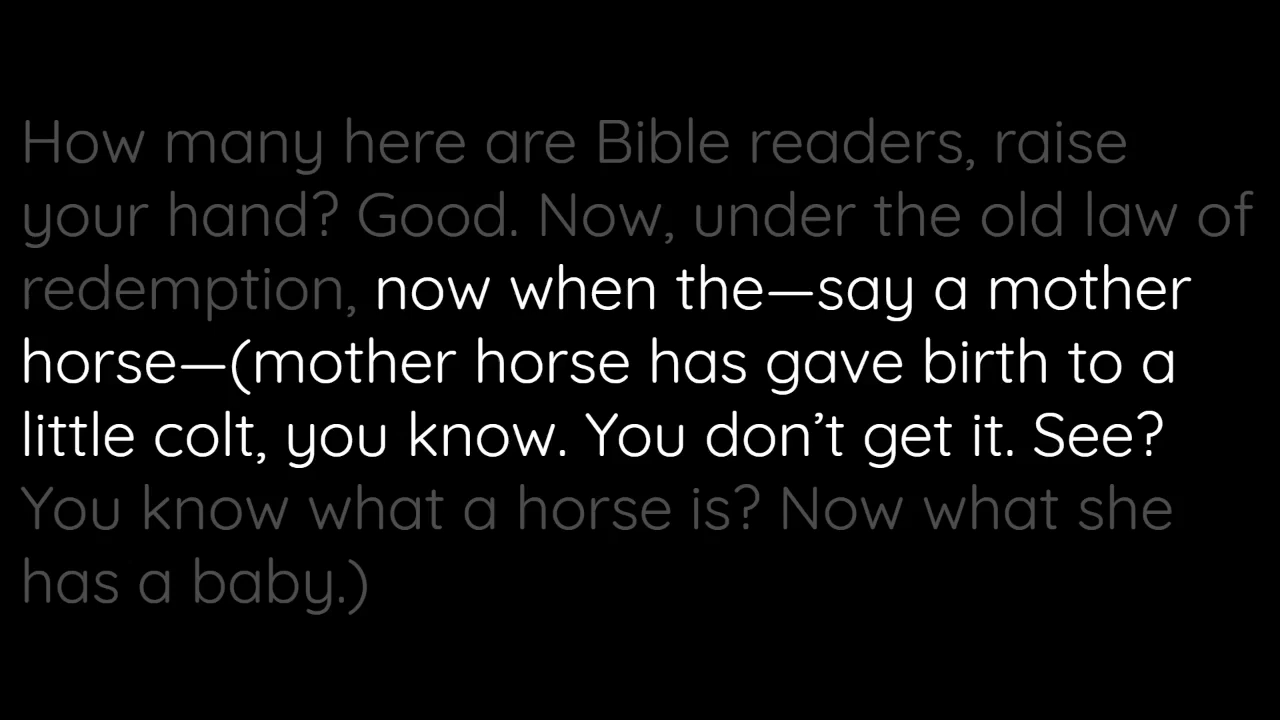 How many here are Bible readers, raise
your hand? Good. Now, under the old law of
redemption, now when the—say a mother
horse—(mother horse has gave birth to a
little colt, you know. You don’t get it. See?
You know what a horse is? Now what she
has a baby.)